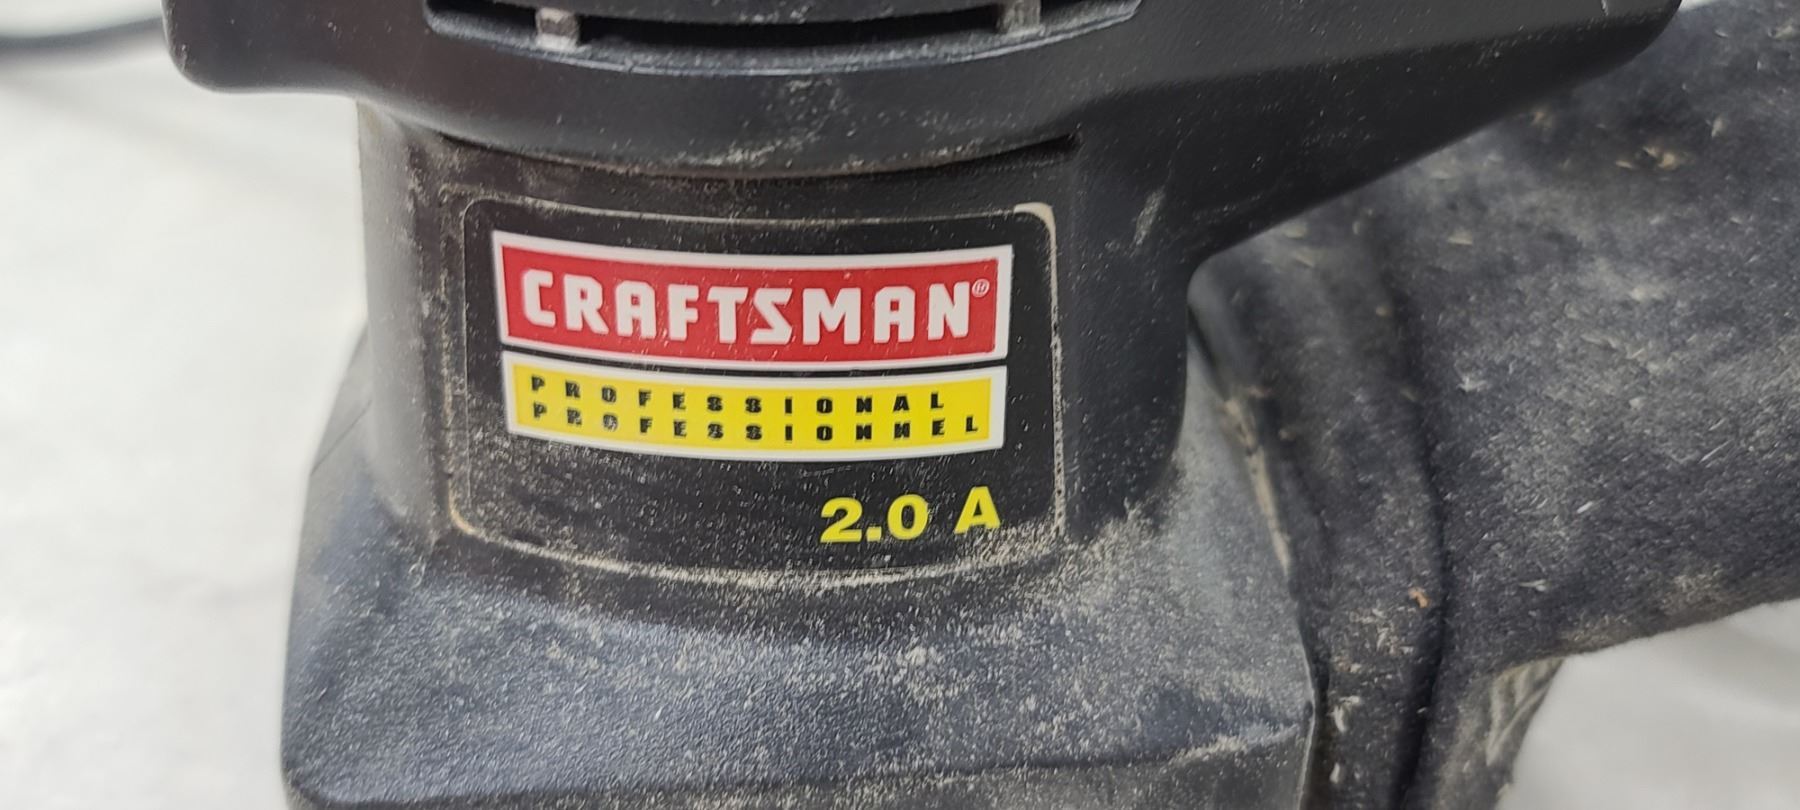 CRAFTSMAN®
PROFESSIONAL
PROFESSIONNEL
2.0 A